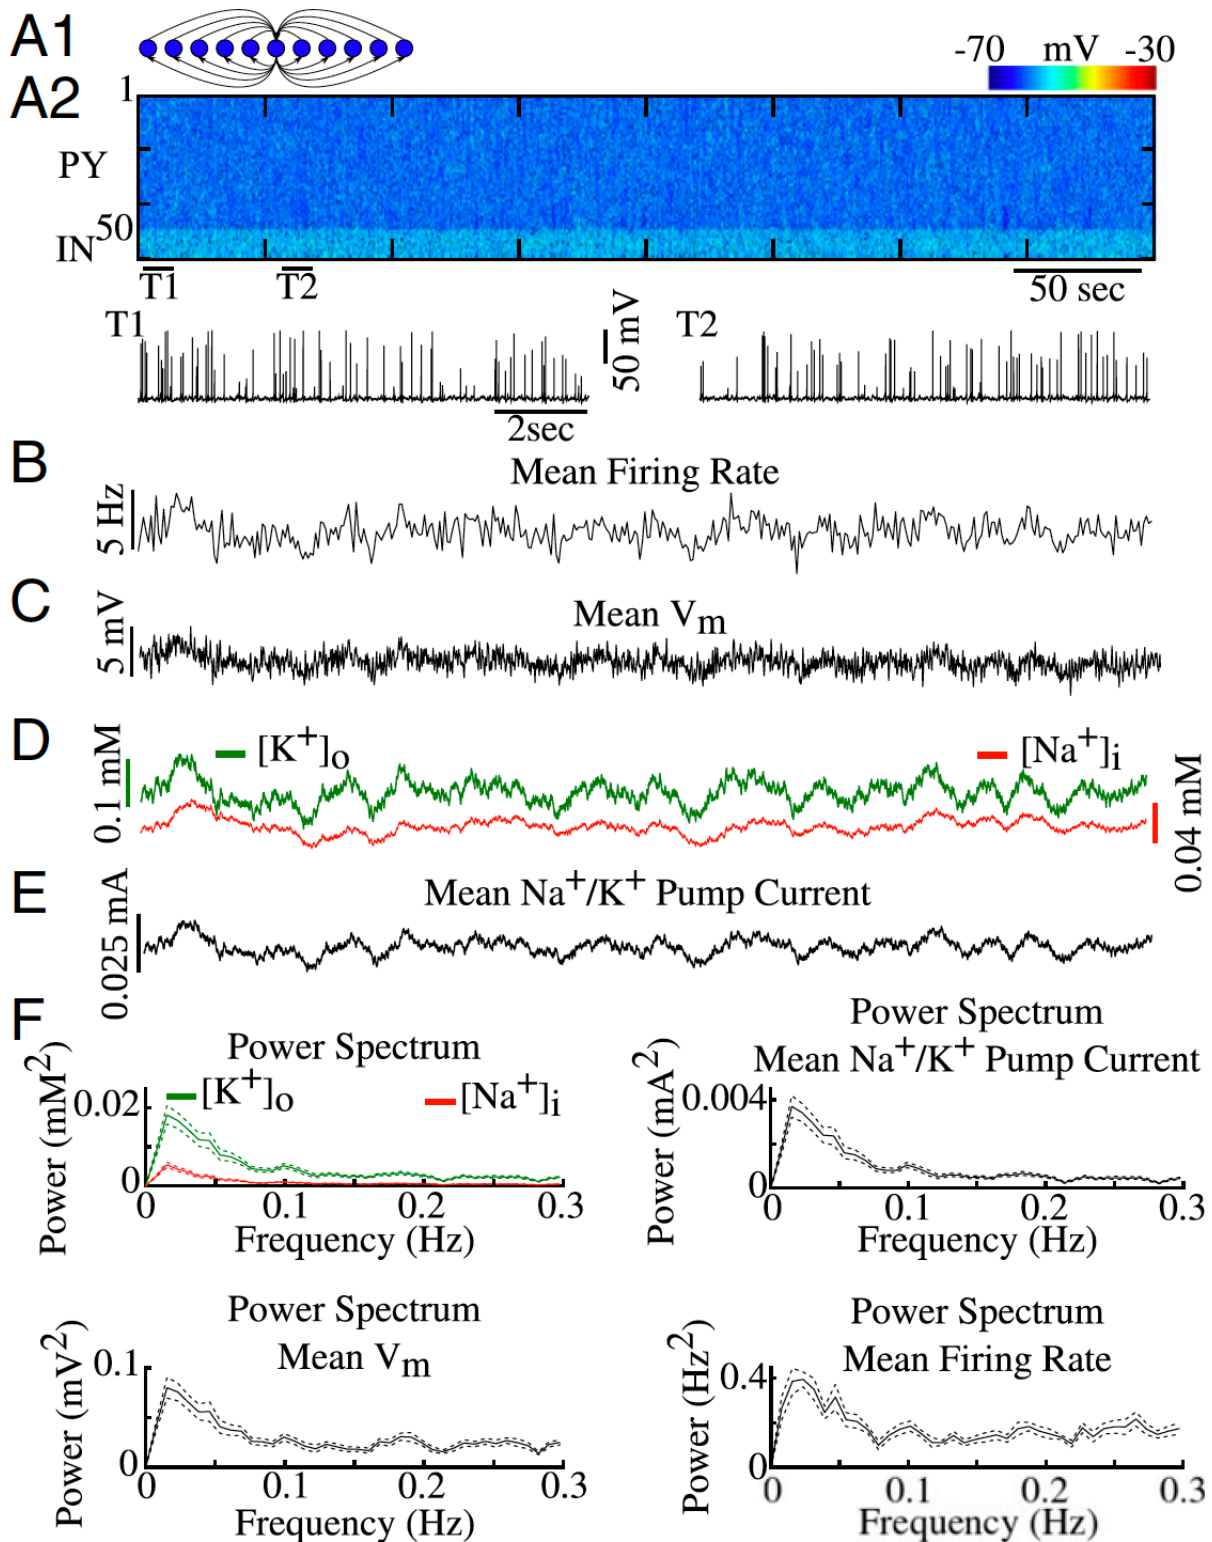 A1
-70 mV -30
A2
1
PY
50
IN
T1 T2 50 sec
T1 50 mV T2
2sec
B
Mean Firing Rate
5 Hz
C
Mean Vm
5 mV
D
[K+]o [Na+]i
0.1 mM
0.04 mM
E
Mean Na+/K+ Pump Current
0.025 mA
F
Power Spectrum
[K+]o [Na+]i
Power (mM2)
0.02
0
0 0.1 0.2 0.3
Frequency (Hz)
Power Spectrum
Mean Na+/K+ Pump Current
Power (mA2)
0.004
0
0 0.1 0.2 0.3
Frequency (Hz)
Power Spectrum
Mean Vm
Power (mV2)
0.1
0
0 0.1 0.2 0.3
Frequency (Hz)
Power Spectrum
Mean Firing Rate
Power (Hz2)
0.4
0
0 0.1 0.2 0.3
Frequency (Hz)